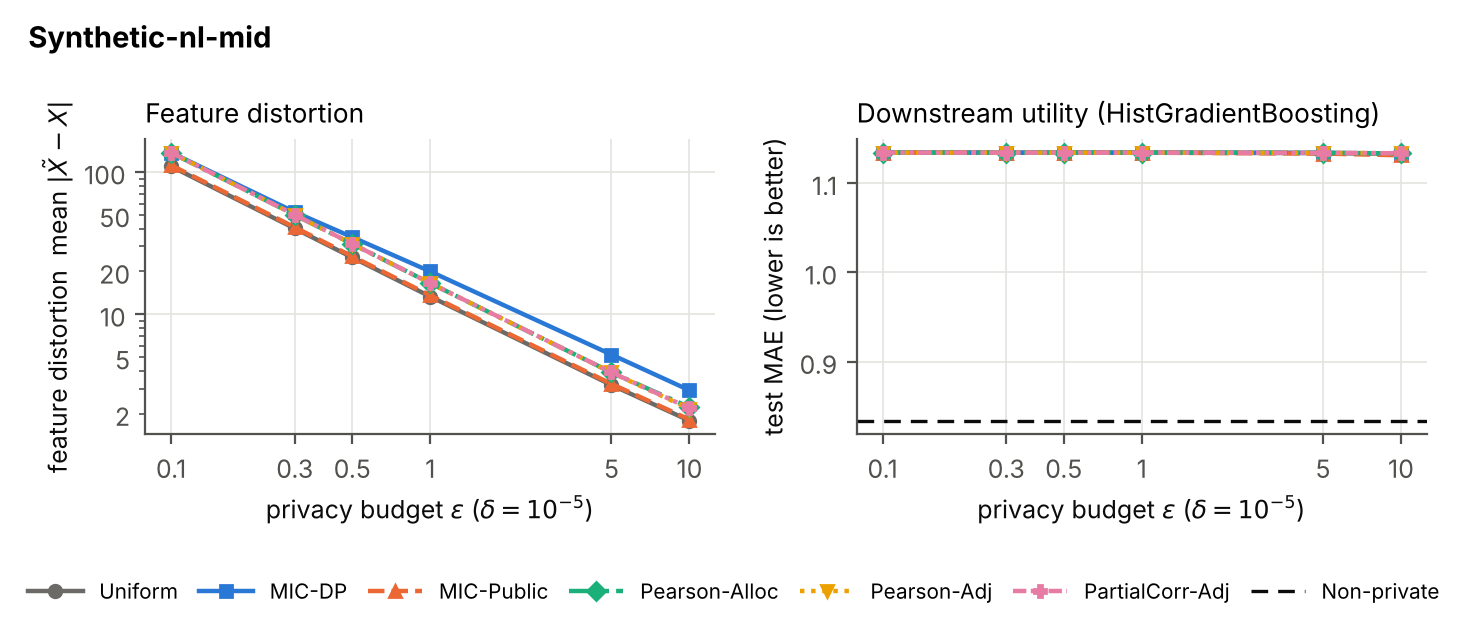 Synthetic-nl-mid
Feature distortion
feature distortion mean |X̃ − X|
100
50
20
10
5
2
0.1
0.3
0.5
1
5
10
privacy budget ε (δ = 10⁻⁵)
Downstream utility (HistGradientBoosting)
test MAE (lower is better)
1.1
1.0
0.9
0.1
0.3
0.5
1
5
10
privacy budget ε (δ = 10⁻⁵)
Uniform
MIC-DP
MIC-Public
Pearson-Alloc
Pearson-Adj
PartialCorr-Adj
Non-private